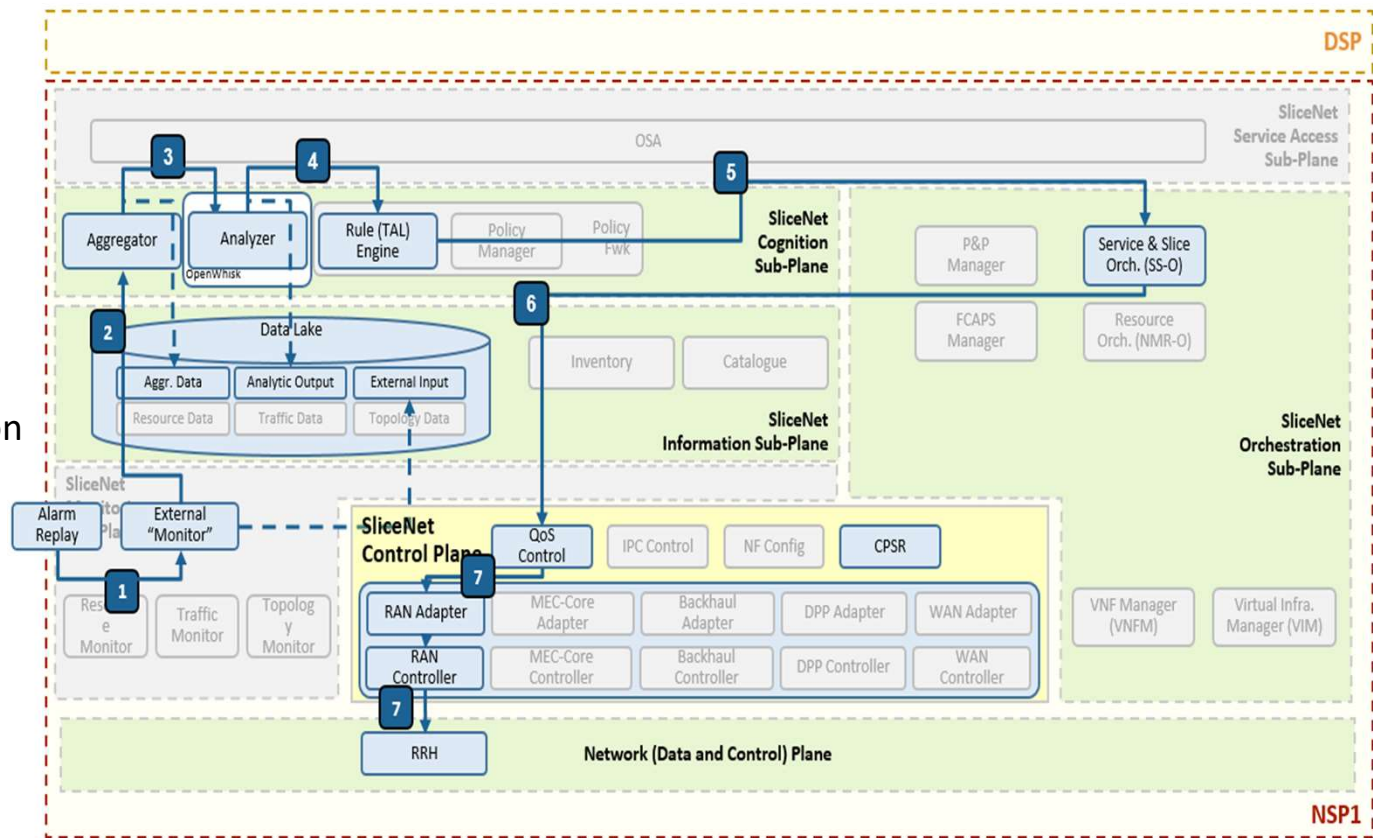 DSP
SliceNet
Service Access
Sub-Plane
OSA
3
4
5
Aggregator
Analyzer
OpenWhisk
Rule (TAL)
Engine
Policy
Manager
Policy
Fwk
SliceNet
Cognition
Sub-Plane
P&P
Manager
Service & Slice
Orch. (SS-O)
6
2
Data Lake
FCAPS
Manager
Resource
Orch. (NMR-O)
Inventory
Catalogue
Aggr. Data
Analytic Output
External Input
Resource Data
Traffic Data
Topology Data
SliceNet
Information Sub-Plane
SliceNet
Orchestration
Sub-Plane
on
SliceNet
Alarm
Replay
External
"Monitor"
1
SliceNet
Control Plane
QoS
Control
IPC Control
NF Config
CPSR
7
RAN Adapter
MEC-Core
Adapter
Backhaul
Adapter
DPP Adapter
WAN Adapter
RAN
Controller
MEC-Core
Controller
Backhaul
Controller
DPP Controller
WAN
Controller
e
Monitor
Traffic
Monitor
Topolog
y Monitor
VNF Manager
(VNFM)
Virtual Infra.
Manager (VIM)
7
RRH
Network (Data and Control) Plane
NSP1